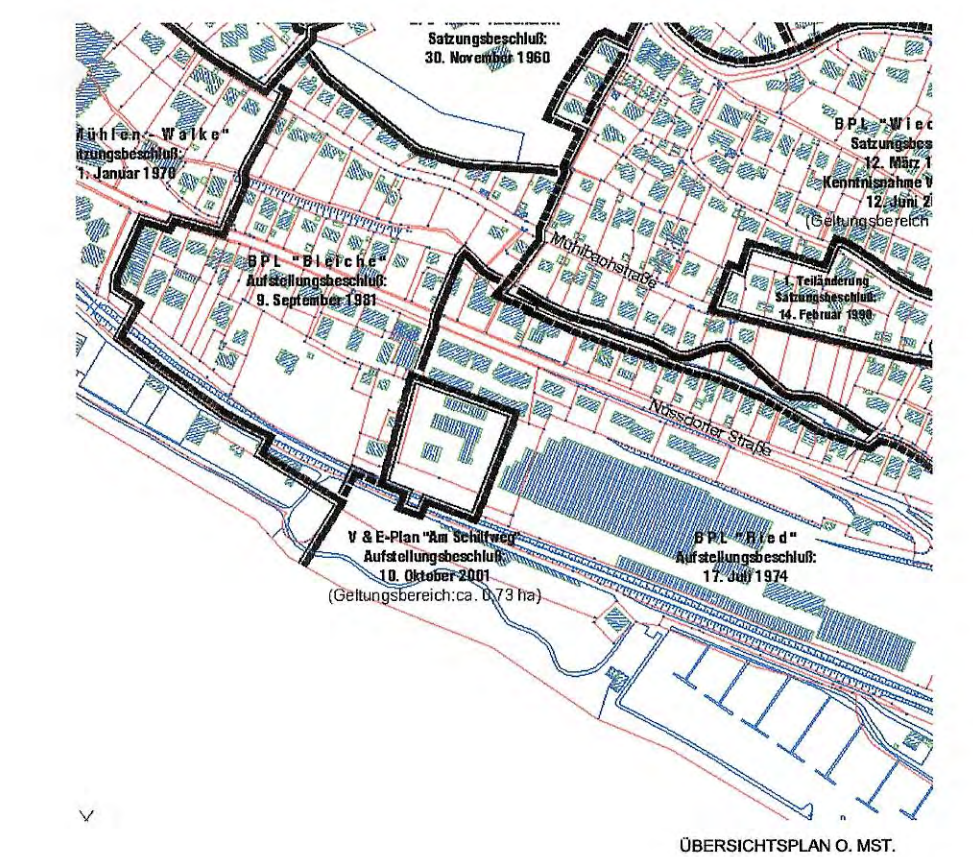 Satzungsbeschluß:
30. November 1960
Mühlen-Walke"
1. Januar 1970
BPL "Wied
Satzungsbes
12. März 1
Kenntnisnahme V
12. Juni 2
(Geltungsbereich
BPL "Bleiche"
Aufstellungsbeschluß:
9. September 1981
Mühlbachstraße
1. Teiländerung
Satzungsbeschluß:
14. Februar 1990
Nussdorfer Straße
V & E-Plan "Am Schilfweg"
Aufstellungsbeschluß:
10. Oktober 2001
(Geltungsbereich:ca. 0,73 ha)
BPL "Ried"
Aufstellungsbeschluß:
17. Juli 1974
ÜBERSICHTSPLAN O. MST.